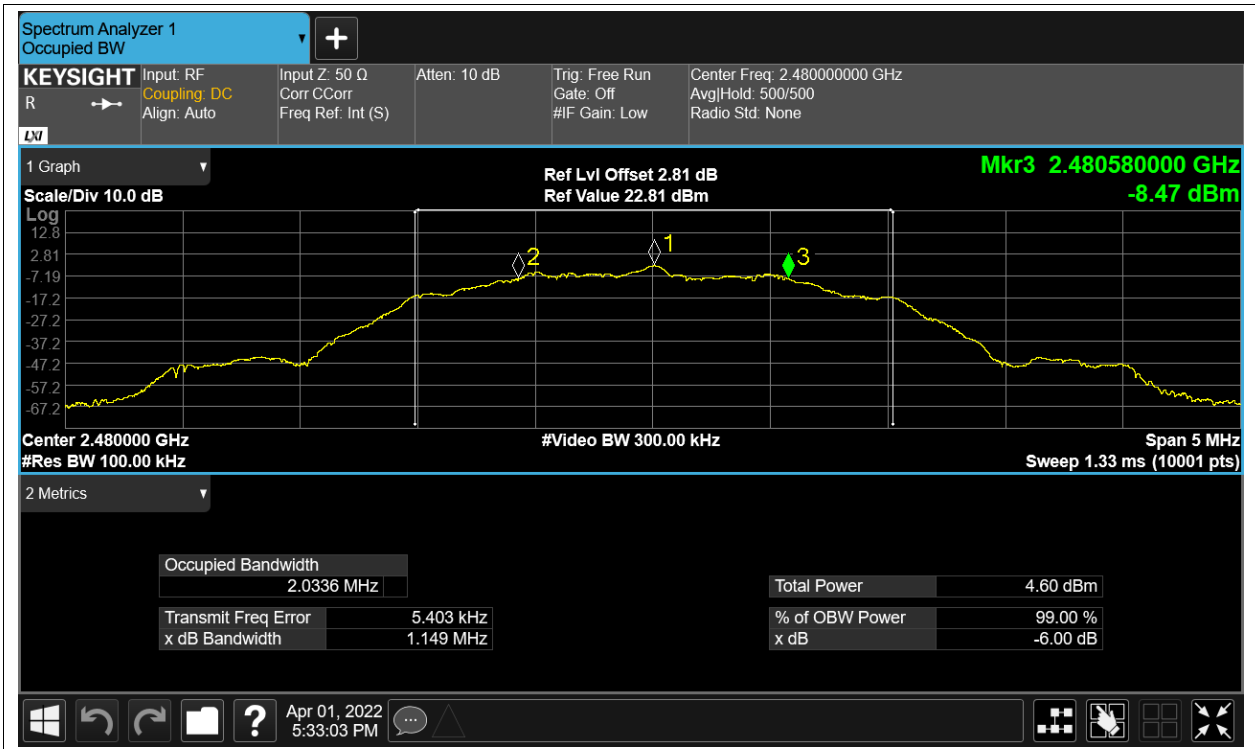 Spectrum Analyzer 1
Occupied BW
KEYSIGHT
R
LXI
Input: RF
Coupling: DC
Align: Auto
Input Z: 50 Ω
Corr CCorr
Freq Ref: Int (S)
Atten: 10 dB
Trig: Free Run
Gate: Off
#IF Gain: Low
Center Freq: 2.480000000 GHz
Avg|Hold: 500/500
Radio Std: None
1 Graph
Scale/Div 10.0 dB
Ref Lvl Offset 2.81 dB
Ref Value 22.81 dBm
Mkr3 2.480580000 GHz
-8.47 dBm
Log
12.8
2.81
-7.19
-17.2
-27.2
-37.2
-47.2
-57.2
-67.2
2
1
3
Center 2.480000 GHz
#Res BW 100.00 kHz
#Video BW 300.00 kHz
Span 5 MHz
Sweep 1.33 ms (10001 pts)
2 Metrics
Occupied Bandwidth
2.0336 MHz
Transmit Freq Error 5.403 kHz
x dB Bandwidth 1.149 MHz
Total Power 4.60 dBm
% of OBW Power 99.00 %
x dB -6.00 dB
?
Apr 01, 2022
5:33:03 PM